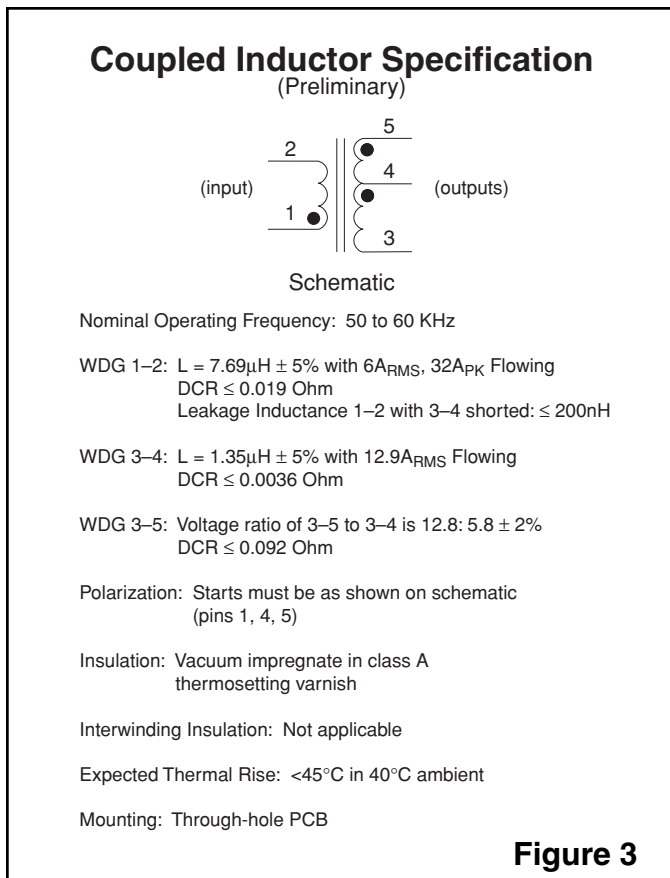 Coupled Inductor Specification
(Preliminary)
5
2
4
(input)
(outputs)
1
3
Schematic
Nominal Operating Frequency: 50 to 60 KHz
WDG 1–2: L = 7.69µH ± 5% with 6ARMS, 32APK Flowing
DCR ≤ 0.019 Ohm
Leakage Inductance 1–2 with 3–4 shorted: ≤ 200nH
WDG 3–4: L = 1.35µH ± 5% with 12.9ARMS Flowing
DCR ≤ 0.0036 Ohm
WDG 3–5: Voltage ratio of 3–5 to 3–4 is 12.8: 5.8 ± 2%
DCR ≤ 0.092 Ohm
Polarization: Starts must be as shown on schematic
(pins 1, 4, 5)
Insulation: Vacuum impregnate in class A
thermosetting varnish
Interwinding Insulation: Not applicable
Expected Thermal Rise: <45°C in 40°C ambient
Mounting: Through-hole PCB
Figure 3